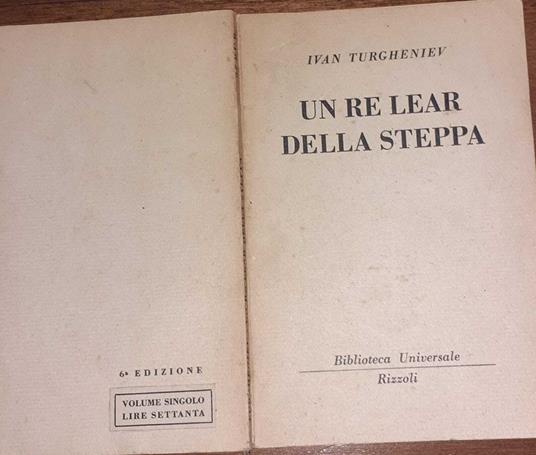 6ª EDIZIONE
VOLUME SINGOLO
LIRE SETTANTA
IVAN TURGHENIEV
UN RE LEAR
DELLA STEPPA
Biblioteca Universale
Rizzoli